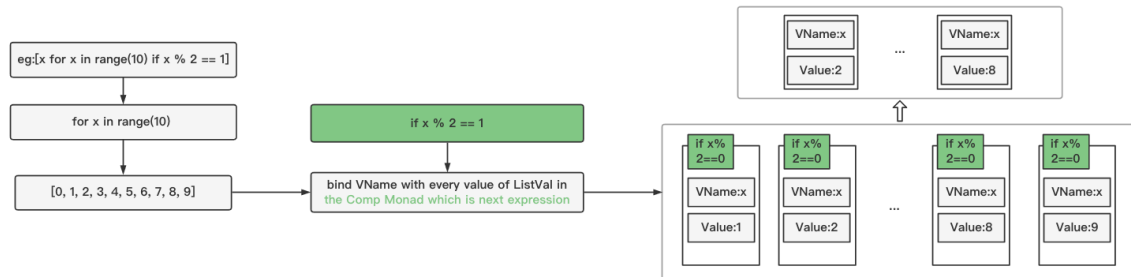 eg:[x for x in range(10) if x % 2 == 1]
for x in range(10)
[0, 1, 2, 3, 4, 5, 6, 7, 8, 9]
if x % 2 == 1
bind VName with every value of ListVal in
the Comp Monad which is next expression
VName:x
Value:2
...
VName:x
Value:8
if x%
2==0
VName:x
Value:1
if x%
2==0
VName:x
Value:2
...
if x%
2==0
VName:x
Value:8
if x%
2==0
VName:x
Value:9